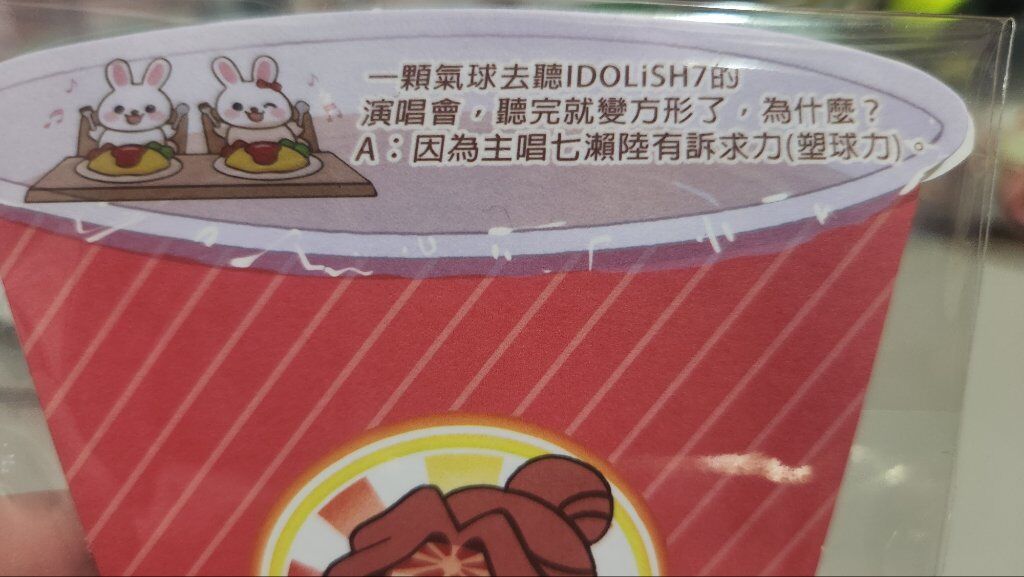 一顆氣球去聽IDOLiSH7的
演唱會，聽完就變方形了，為什麼？
A：因為主唱七瀨陸有訴求力(塑球力)。